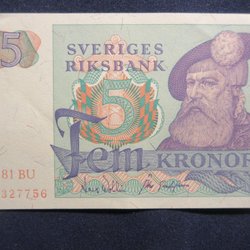 5
SVERIGES
RIKSBANK
5
Fem KRONOR
81 BU
327756